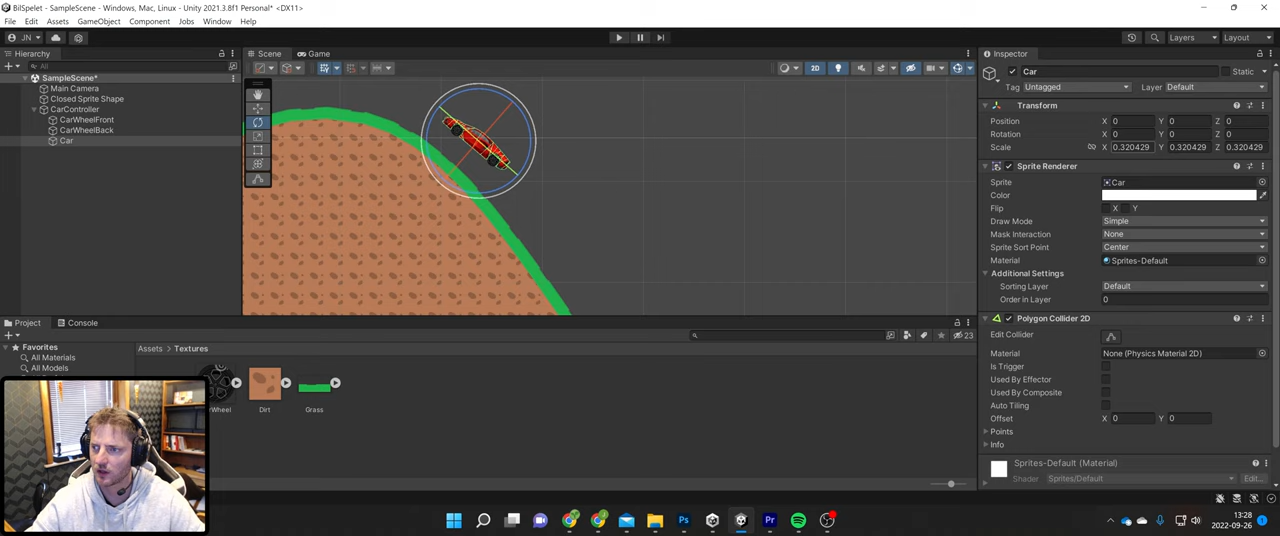 BilSpelet - SampleScene - Windows, Mac, Linux - Unity 2021.3.8f1 Personal* <DX11>
File Edit Assets GameObject Component Jobs Window Help
JN Layers Layout
Hierarchy
All
SampleScene*
Main Camera
Closed Sprite Shape
CarController
CarWheelFront
CarWheelBack
Car
Scene Game
2D
Inspector
Car Static
Tag Untagged Layer Default
Transform
Position X 0 Y 0 Z 0
Rotation X 0 Y 0 Z 0
Scale X 0.320429 Y 0.320429 Z 0.320429
Sprite Renderer
Sprite Car
Color
Flip X Y
Draw Mode Simple
Mask Interaction None
Sprite Sort Point Center
Material Sprites-Default
Additional Settings
Sorting Layer Default
Order in Layer 0
Polygon Collider 2D
Edit Collider
Material None (Physics Material 2D)
Is Trigger
Used By Effector
Used By Composite
Auto Tiling
Offset X 0 Y 0
Points
Info
Sprites-Default (Material)
Shader Sprites/Default Edit...
Project Console
23
Favorites
All Materials
All Models
Assets > Textures
Dirt Grass
Ps Pr
13:28
2022-09-26